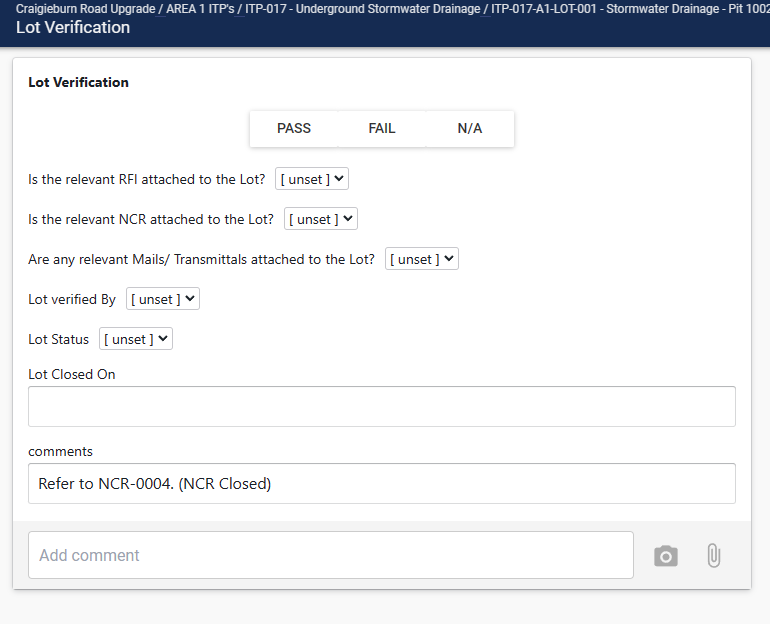 Craigieburn Road Upgrade / AREA 1 ITP's / ITP-017 - Underground Stormwater Drainage / ITP-017-A1-LOT-001 - Stormwater Drainage - Pit 1002
Lot Verification
Lot Verification
PASS FAIL N/A
Is the relevant RFI attached to the Lot? [ unset ]
Is the relevant NCR attached to the Lot? [ unset ]
Are any relevant Mails/ Transmittals attached to the Lot? [ unset ]
Lot verified By [ unset ]
Lot Status [ unset ]
Lot Closed On
comments
Refer to NCR-0004. (NCR Closed)
Add comment